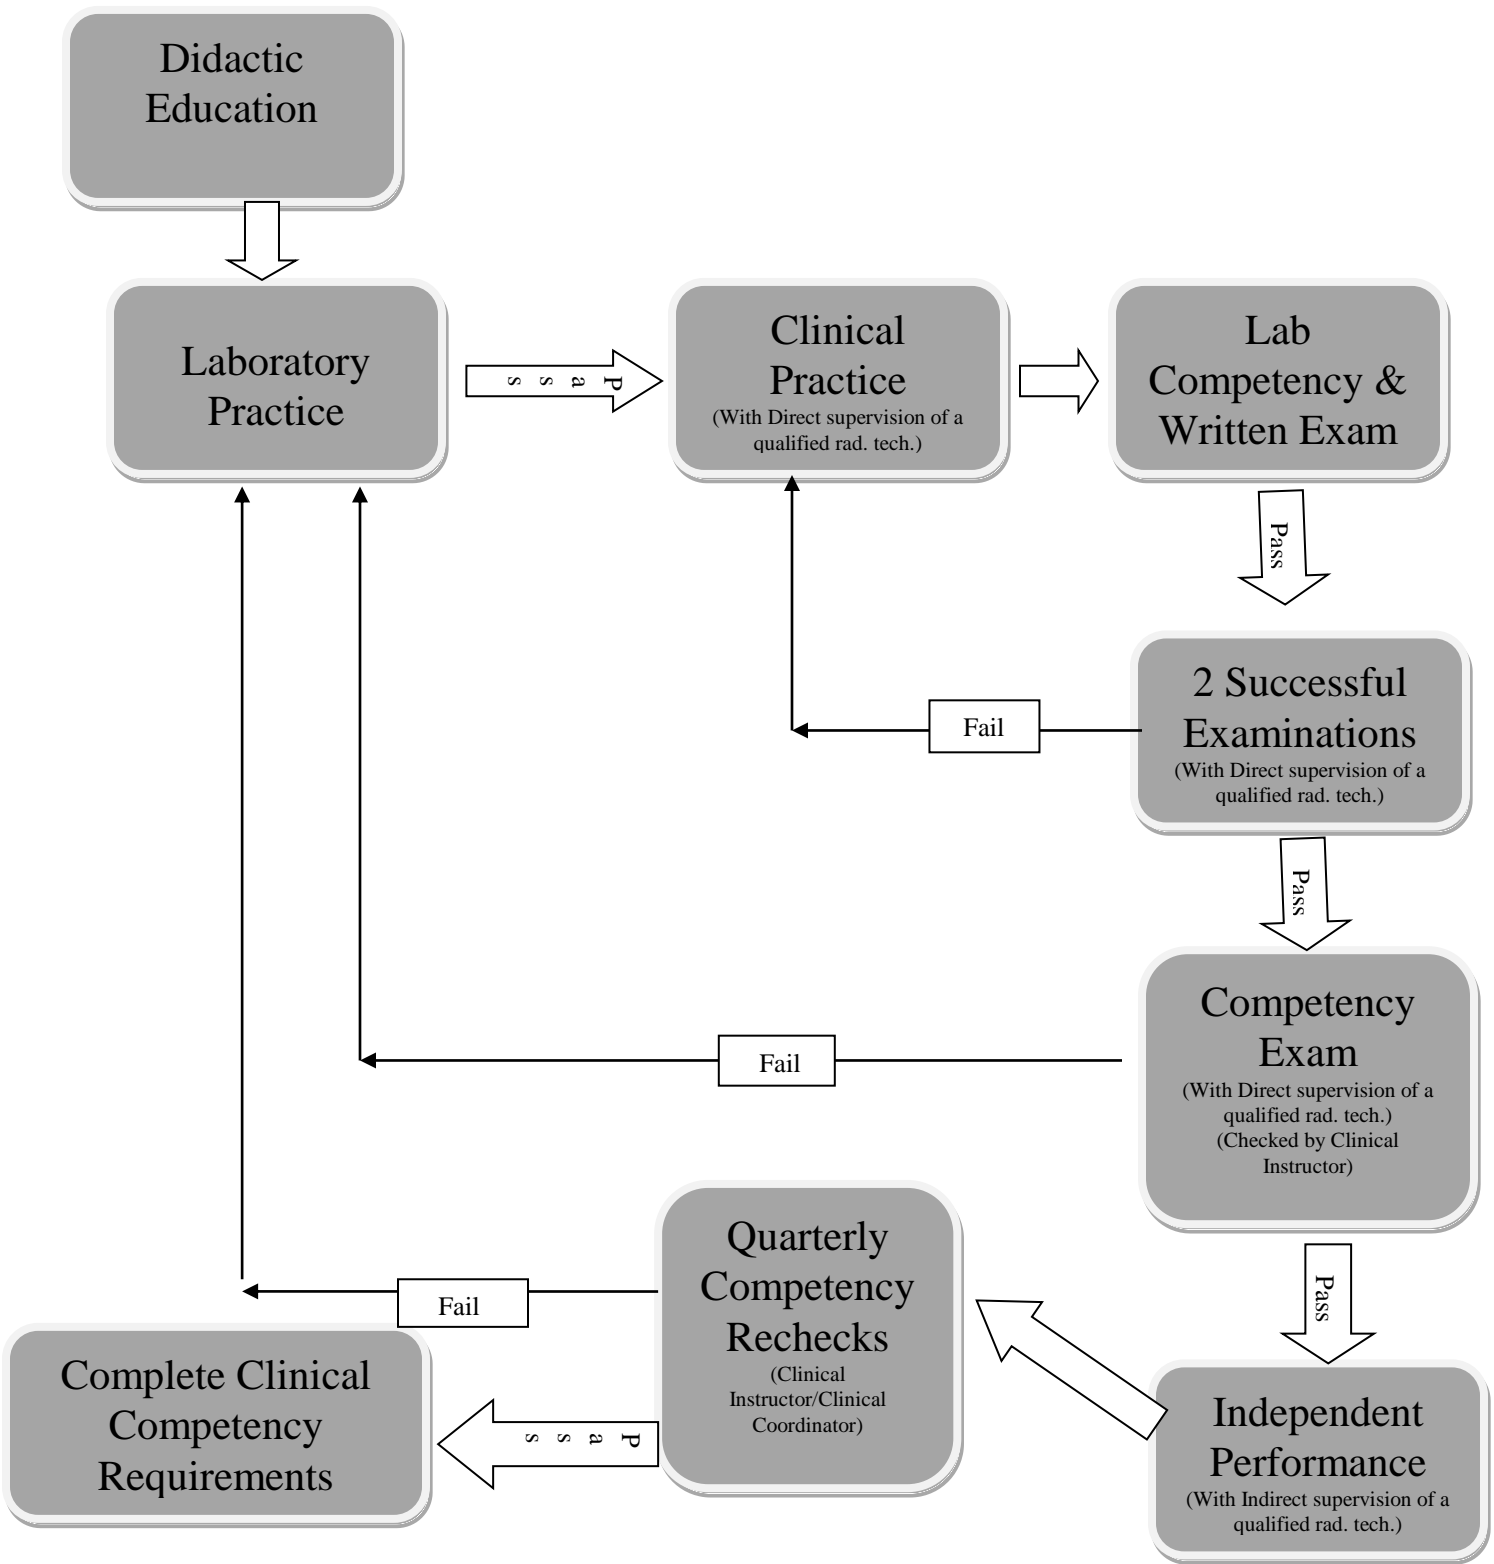 Didactic
Education
Laboratory
Practice
Pass
Clinical
Practice
(With Direct supervision of a
qualified rad. tech.)
Lab
Competency &
Written Exam
Pass
2 Successful
Examinations
(With Direct supervision of a
qualified rad. tech.)
Fail
Pass
Competency
Exam
(With Direct supervision of a
qualified rad. tech.)
(Checked by Clinical
Instructor)
Fail
Pass
Independent
Performance
(With Indirect supervision of a
qualified rad. tech.)
Quarterly
Competency
Rechecks
(Clinical
Instructor/Clinical
Coordinator)
Fail
Pass
Complete Clinical
Competency
Requirements